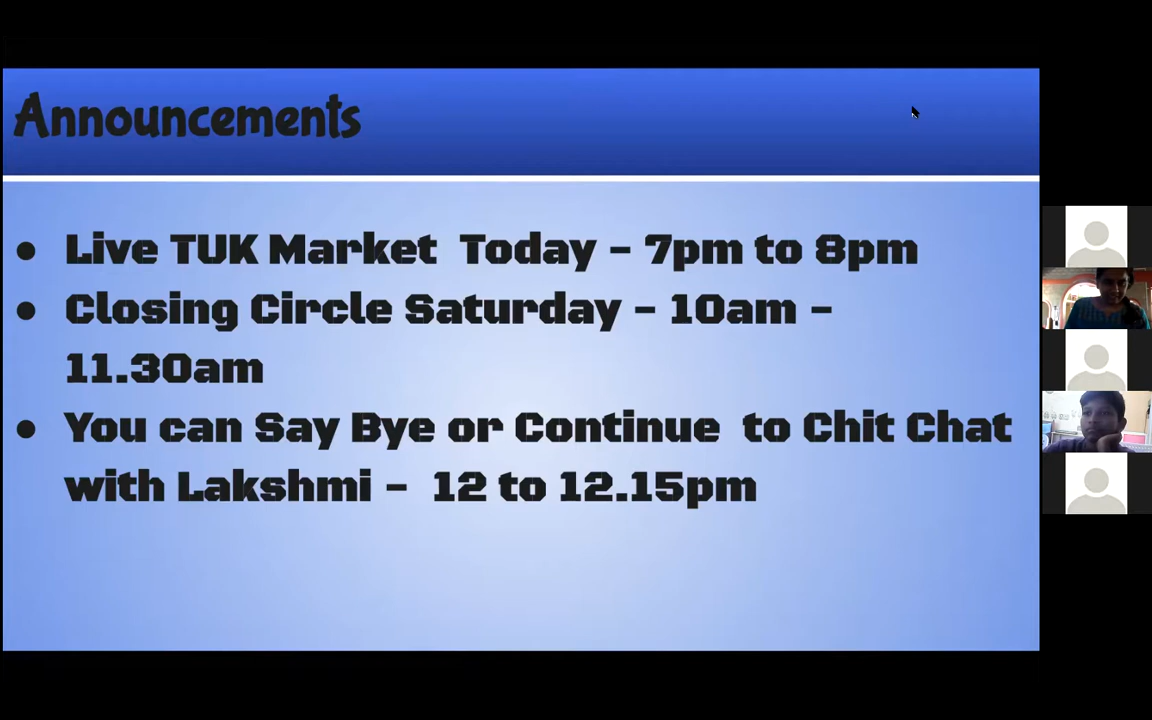 Announcements
● Live TUK Market  Today – 7pm to 8pm
● Closing Circle Saturday – 10am –
11.30am
● You can Say Bye or Continue  to Chit Chat
with Lakshmi –  12 to 12.15pm